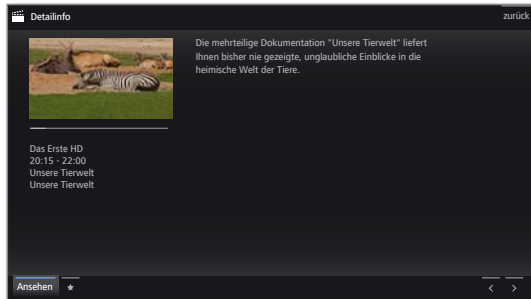 Detailinfo
zurück
Die mehrteilige Dokumentation "Unsere Tierwelt" liefert
Ihnen bisher nie gezeigte, unglaubliche Einblicke in die
heimische Welt der Tiere.
Das Erste HD
20:15 - 22:00
Unsere Tierwelt
Unsere Tierwelt
Ansehen